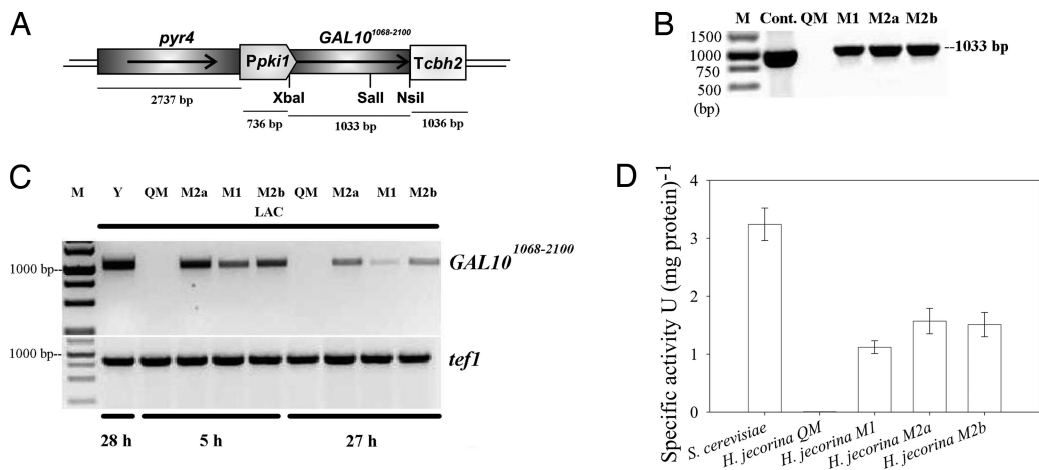 A
pyr4
GAL10 1068-2100
Ppki1
Tcbh2
XbaI
SalI
NsiI
2737 bp
736 bp
1033 bp
1036 bp
B
M Cont. QM M1 M2a M2b
1500
1000
750
500
(bp)
--1033 bp
C
M Y QM M2a M1 M2b QM M2a M1 M2b
LAC
1000 bp--
GAL10 1068-2100
1000 bp--
tef1
28 h 5 h 27 h
D
Specific activity U (mg protein)-1
4
3
2
1
0
S. cerevisiae
H. jecorina QM
H. jecorina M1
H. jecorina M2a
H. jecorina M2b